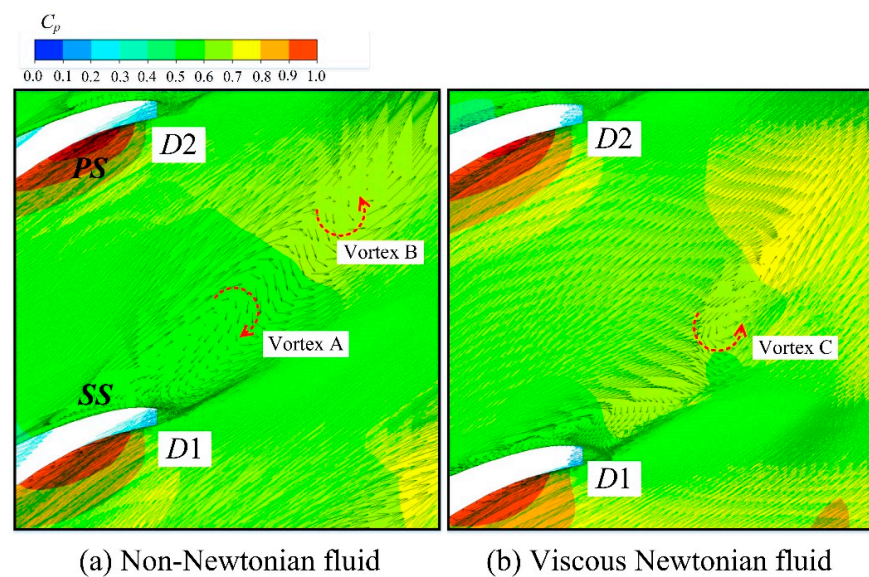 Cp
0.0 0.1 0.2 0.3 0.4 0.5 0.6 0.7 0.8 0.9 1.0
D2
PS
Vortex B
Vortex A
SS
D1
D2
Vortex C
D1
(a) Non-Newtonian fluid
(b) Viscous Newtonian fluid